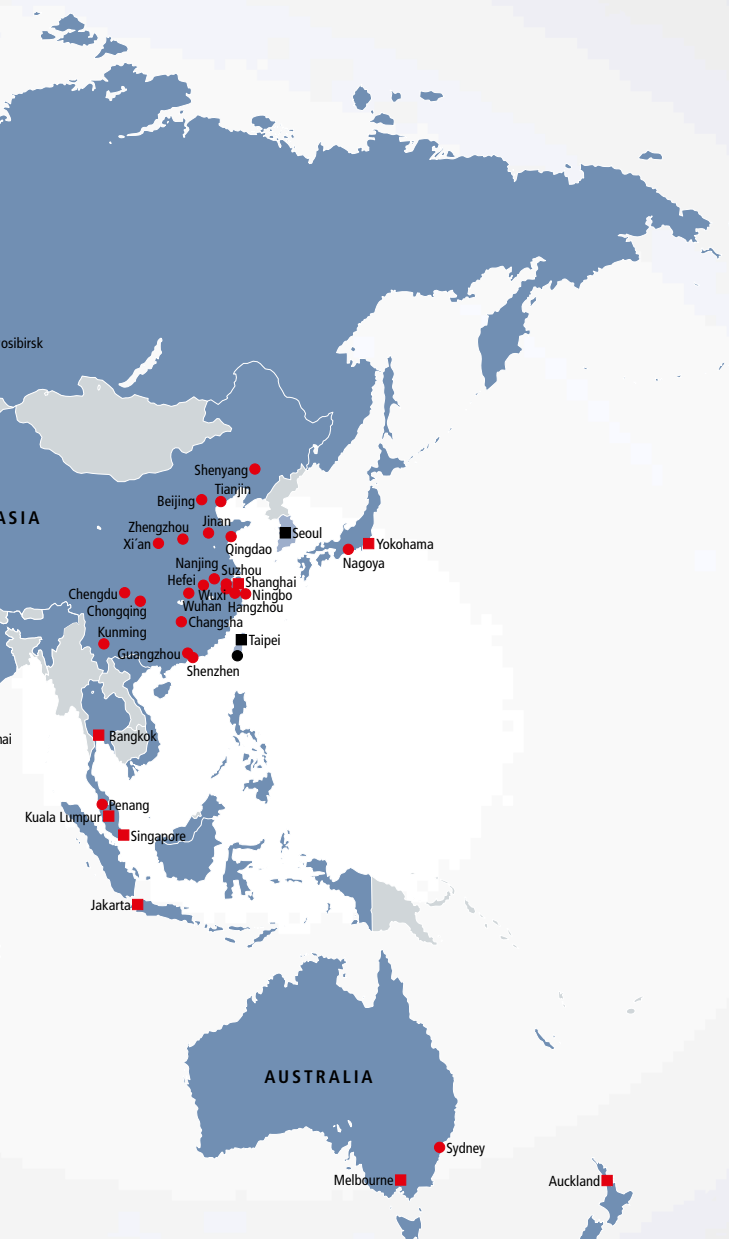 osibirsk
Shenyang
Tianjin
Beijing
ASIA
Jinan
Zhengzhou
Seoul
Xi´an
Yokohama
Qingdao
Nagoya
Nanjing
Suzhou
Hefei
Shanghai
Chengdu
Wuxi
Ningbo
Chongqing
Wuhan
Hangzhou
Changsha
Kunming
Taipei
Guangzhou
Shenzhen
Bangkok
nai
Penang
Kuala Lumpur
Singapore
Jakarta
AUSTRALIA
Sydney
Melbourne
Auckland